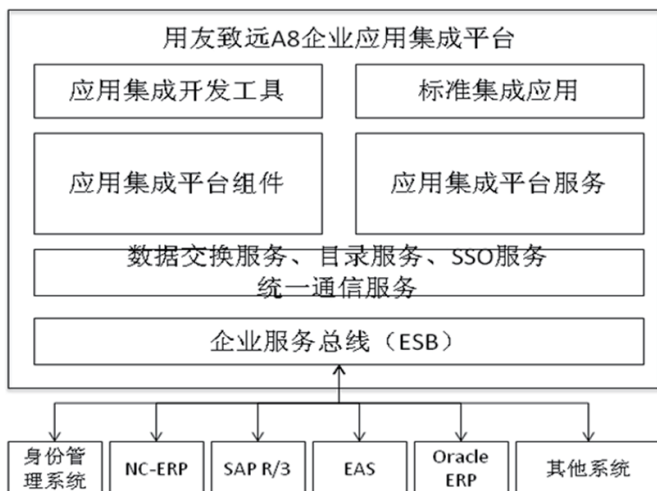 用友致远A8企业应用集成平台
应用集成开发工具
标准集成应用
应用集成平台组件
应用集成平台服务
数据交换服务、目录服务、SSO服务
统一通信服务
企业服务总线（ESB）
身份管
理系统
NC-ERP
SAP R/3
EAS
Oracle
ERP
其他系统